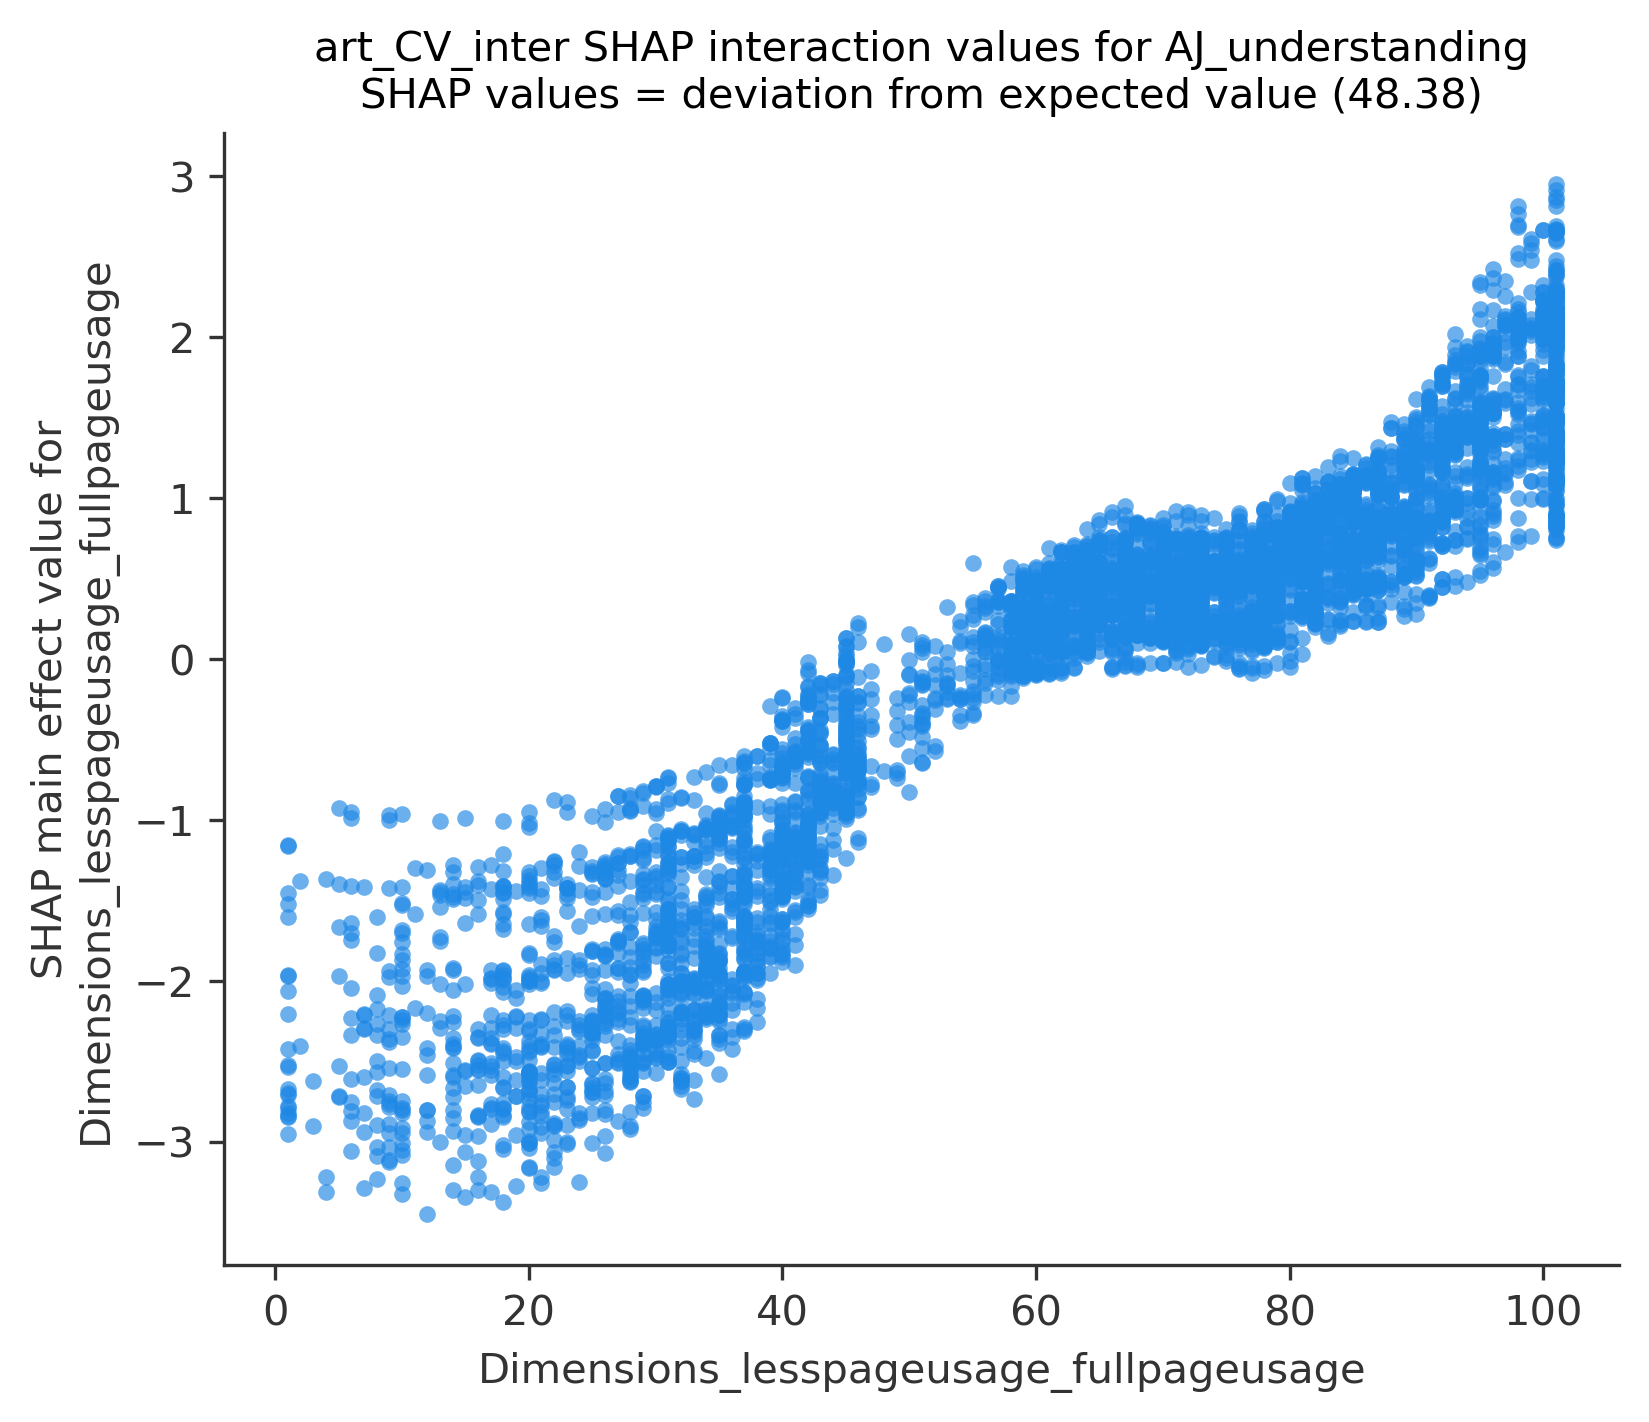 art_CV_inter SHAP interaction values for AJ_understanding
SHAP values = deviation from expected value (48.38)
SHAP main effect value for
Dimensions_lesspageusage_fullpageusage
3
2
1
0
−1
−2
−3
0
20
40
60
80
100
Dimensions_lesspageusage_fullpageusage